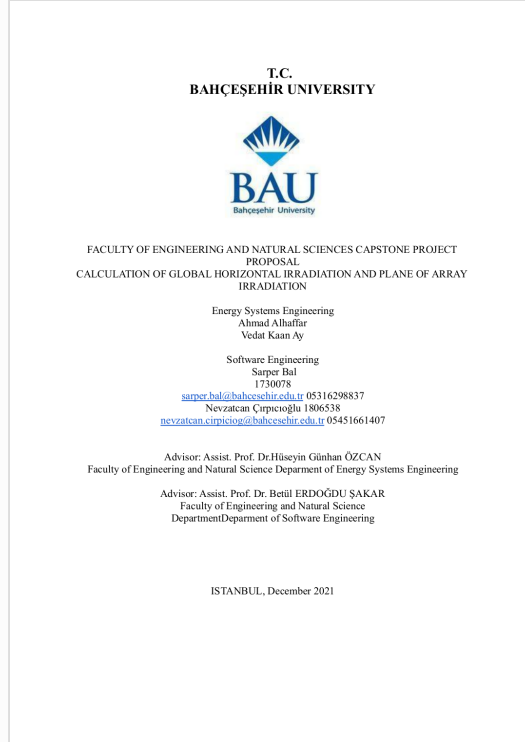 T.C.
BAHÇEŞEHİR UNIVERSITY
BAU
Bahçeşehir University
FACULTY OF ENGINEERING AND NATURAL SCIENCES CAPSTONE PROJECT
PROPOSAL
CALCULATION OF GLOBAL HORIZONTAL IRRADIATION AND PLANE OF ARRAY
IRRADIATION
Energy Systems Engineering
Ahmad Alhaffar
Vedat Kaan Ay
Software Engineering
Sarper Bal
1730078
sarper.bal@bahcesehir.edu.tr 05316298837
Nevzatcan Çırpıcıoğlu 1806538
nevzatcan.cirpiciog@bahcesehir.edu.tr 05451661407
Advisor: Assist. Prof. Dr.Hüseyin Günhan ÖZCAN
Faculty of Engineering and Natural Science Deparment of Energy Systems Engineering
Advisor: Assist. Prof. Dr. Betül ERDOĞDU ŞAKAR
Faculty of Engineering and Natural Science
DepartmentDeparment of Software Engineering
ISTANBUL, December 2021